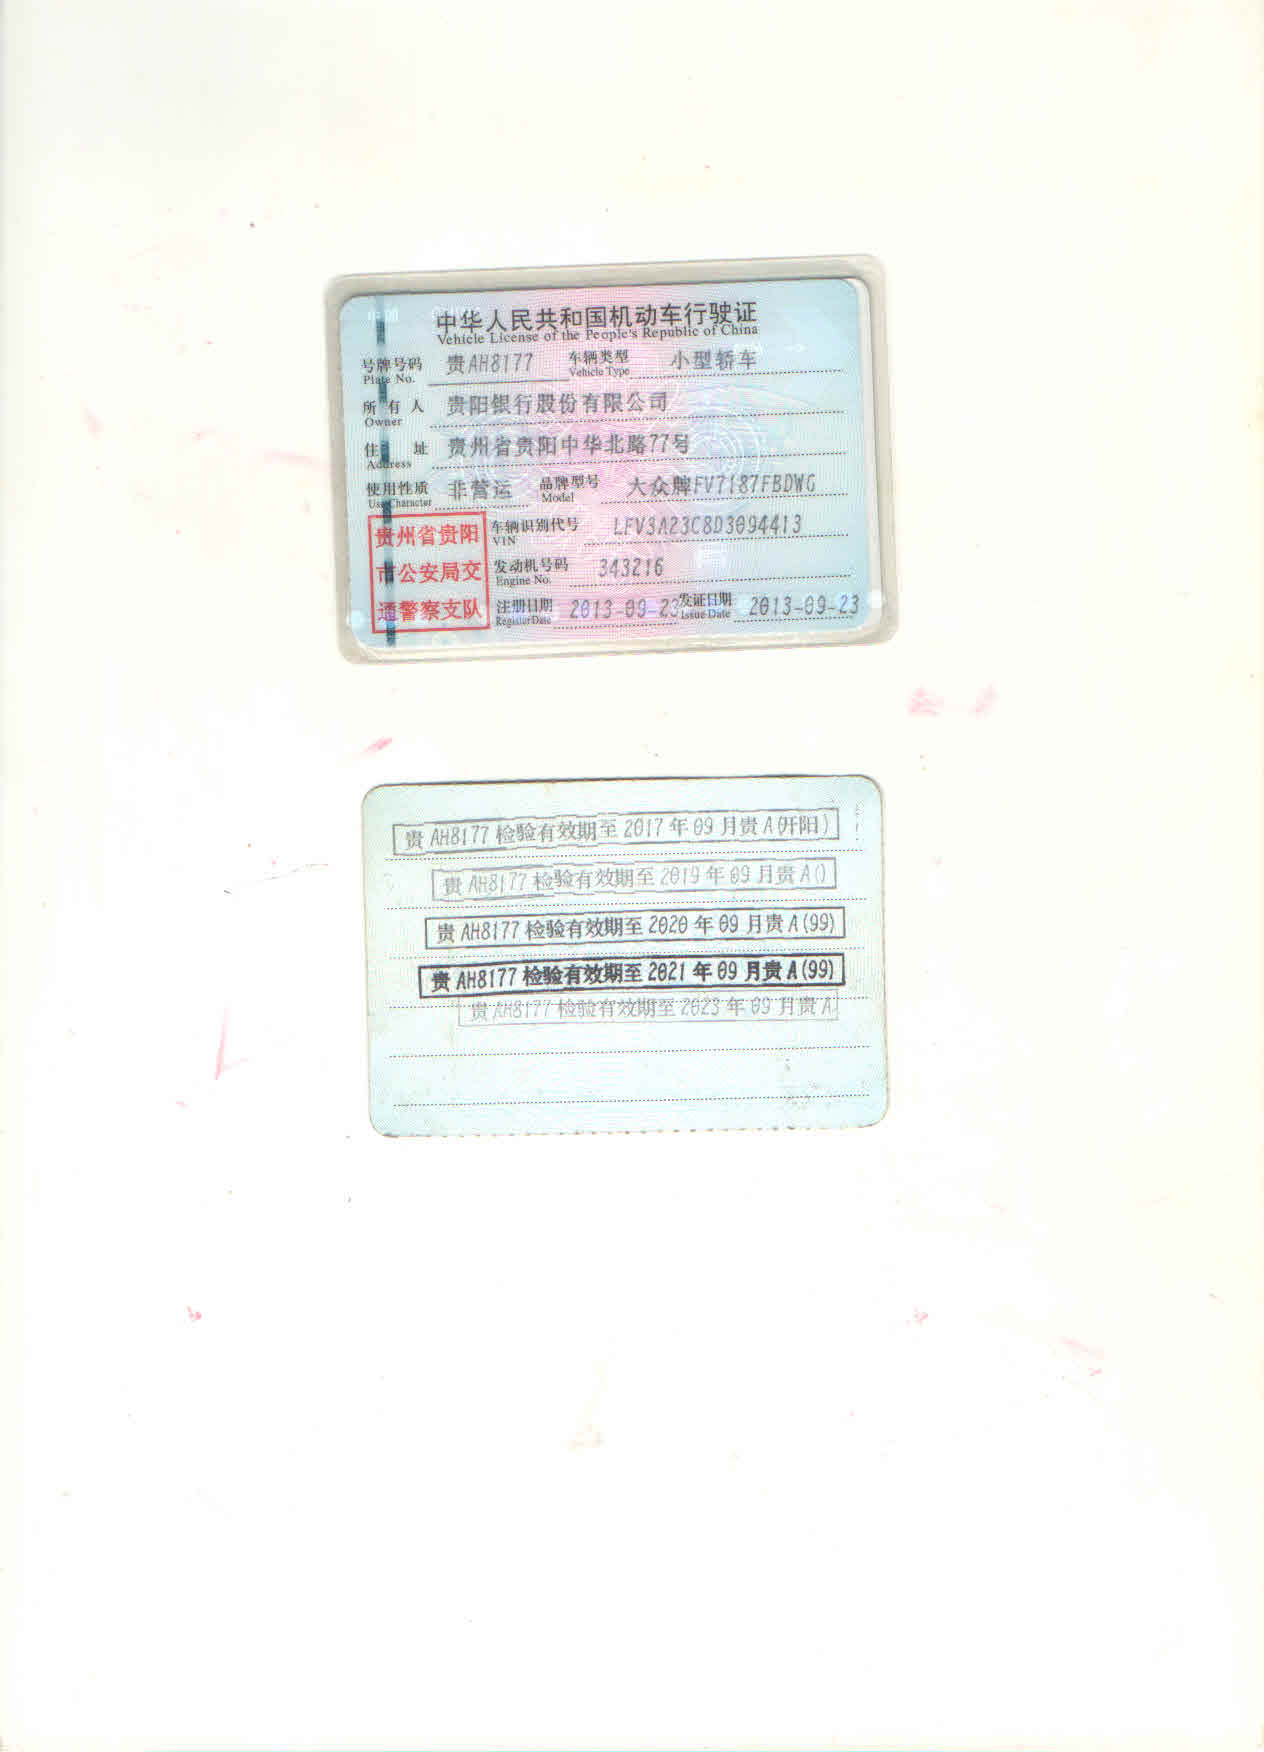 中华人民共和国机动车行驶证
Vehicle License of the People's Republic of China
号牌号码 贵AH8177 车辆类型 小型轿车
Plate No. Vehicle Type
所有人 贵阳银行股份有限公司
Owner
住址 贵州省贵阳中华北路77号
Address
使用性质 非营运 品牌型号 大众牌FV7187FBDWG
Use Character Model
贵州省贵阳
市公安局交
通警察支队
车辆识别代号 LFV3A23C8D3094413
VIN
发动机号码 343216
Engine No.
注册日期 2013-09-23 发证日期 2013-09-23
Register Date Issue Date
贵AH8177检验有效期至2017年09月贵A(开阳)
贵AH8177检验有效期至2019年09月贵A()
贵AH8177检验有效期至2020年09月贵A(99)
贵AH8177检验有效期至2021年09月贵A(99)
贵AH8177检验有效期至2023年09月贵A